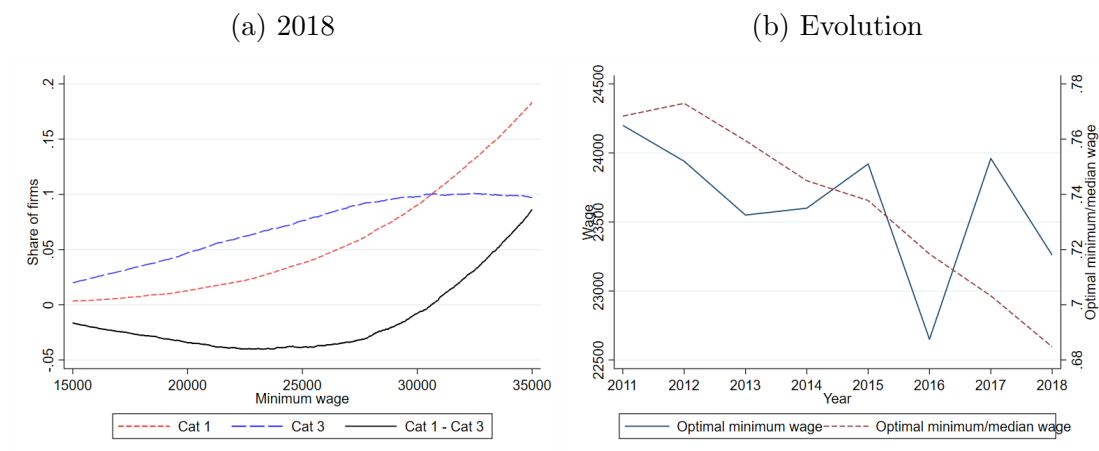 (a) 2018
(b) Evolution
Share of firms
.2
.15
.1
.05
0
-.05
15000 20000 25000 30000 35000
Minimum wage
Cat 1 Cat 3 Cat 1 - Cat 3
Wage
24500
24000
23500
23000
22500
.78
.76
.74
.72
.7
.68
Optimal minimum/median wage
2011 2012 2013 2014 2015 2016 2017 2018
Year
Optimal minimum wage Optimal minimum/median wage